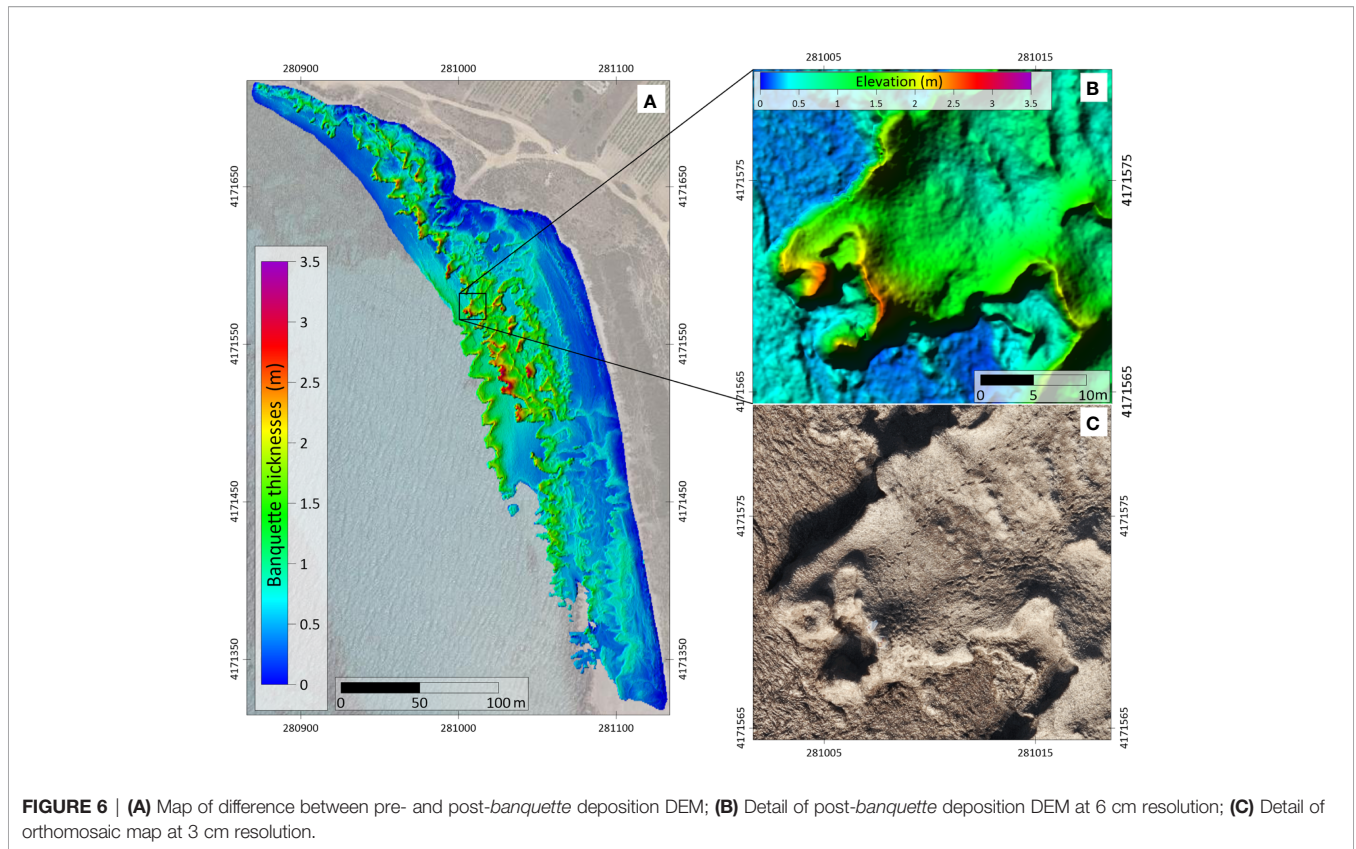 280900 281000 281100
A
4171650
4171650
4171550
4171550
4171450
4171450
4171350
4171350
Banquette thicknesses (m)
3.5
3
2.5
2
1.5
1
0.5
0
0 50 100 m
280900 281000 281100
281005 281015
Elevation (m)
0 0.5 1 1.5 2 2.5 3 3.5
B
4171575
4171575
4171565
4171565
0 5 10m
C
4171575
4171575
4171565
4171565
281005 281015
FIGURE 6 | (A) Map of difference between pre- and post-banquette deposition DEM; (B) Detail of post-banquette deposition DEM at 6 cm resolution; (C) Detail of
orthomosaic map at 3 cm resolution.